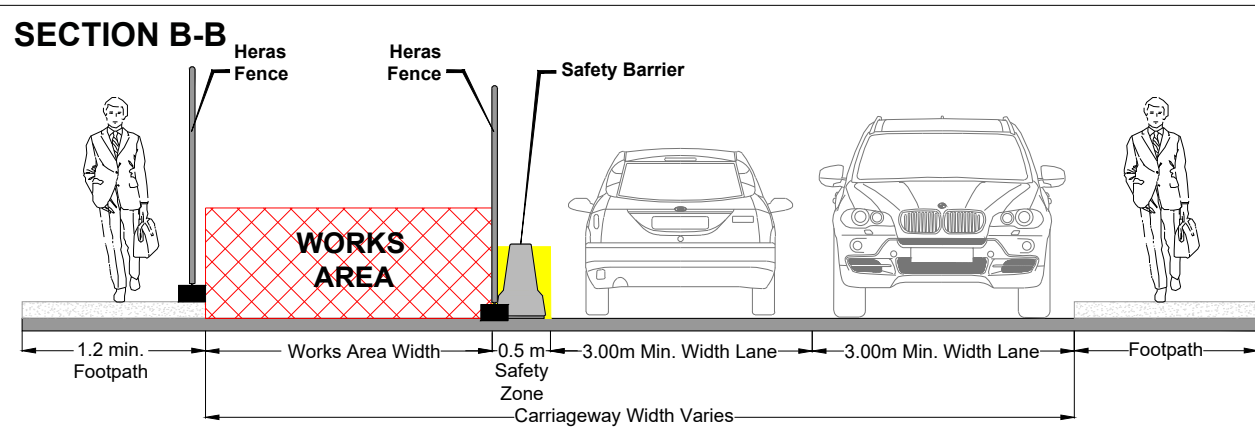 SECTION B-B
Heras
Fence
Heras
Fence
Safety Barrier
WORKS
AREA
1.2 min.
Footpath
Works Area Width
0.5 m
Safety
Zone
3.00m Min. Width Lane
3.00m Min. Width Lane
Footpath
Carriageway Width Varies